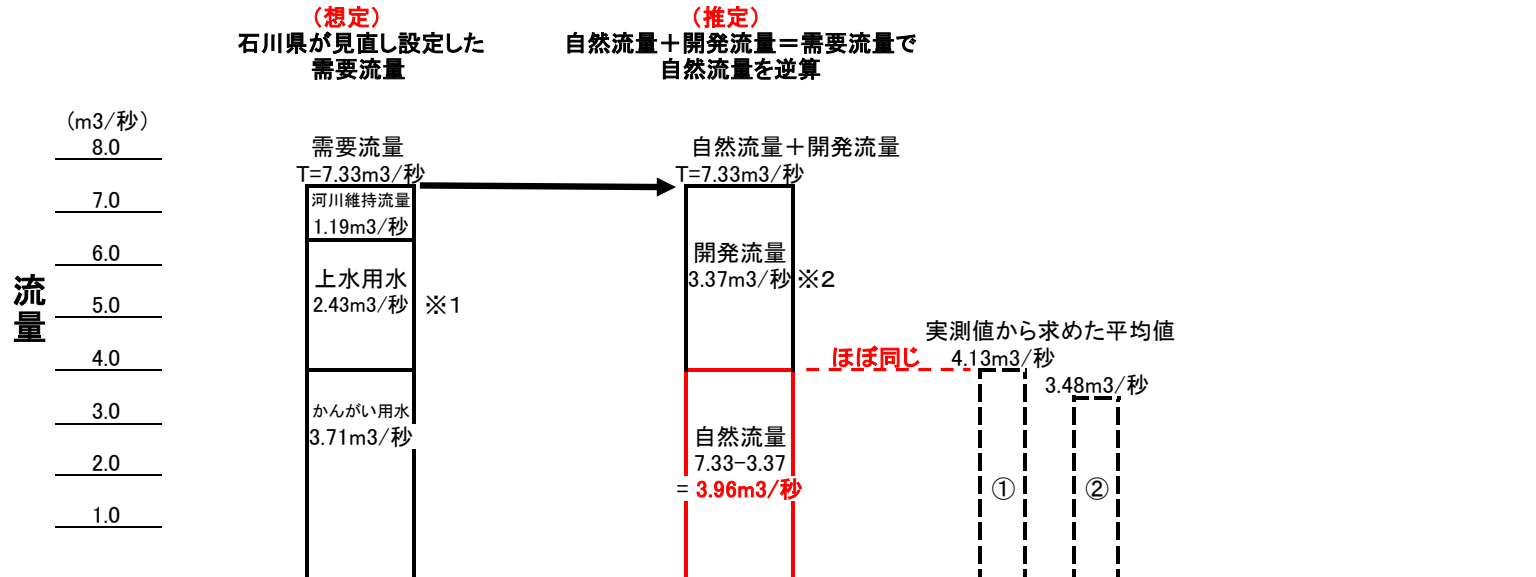 （想定）
石川県が見直し設定した
需要流量
（推定）
自然流量＋開発流量＝需要流量で
自然流量を逆算
（m3/秒）
8.0
7.0
6.0
5.0
4.0
3.0
2.0
1.0
流量
需要流量
T=7.33m3/秒
河川維持流量
1.19m3/秒
上水用水
2.43m3/秒 ※1
かんがい用水
3.71m3/秒
自然流量＋開発流量
T=7.33m3/秒
開発流量
3.37m3/秒※2
ほぼ同じ
自然流量
7.33-3.37
= 3.96m3/秒
実測値から求めた平均値
4.13m3/秒
3.48m3/秒
①
②